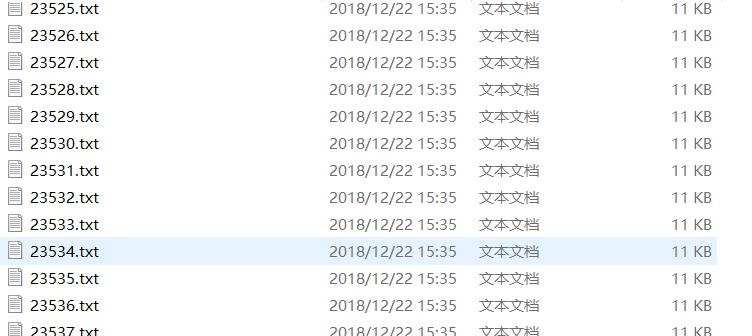 23525.txt 2018/12/22 15:35 文本文档 11 KB
23526.txt 2018/12/22 15:35 文本文档 11 KB
23527.txt 2018/12/22 15:35 文本文档 11 KB
23528.txt 2018/12/22 15:35 文本文档 11 KB
23529.txt 2018/12/22 15:35 文本文档 11 KB
23530.txt 2018/12/22 15:35 文本文档 11 KB
23531.txt 2018/12/22 15:35 文本文档 11 KB
23532.txt 2018/12/22 15:35 文本文档 11 KB
23533.txt 2018/12/22 15:35 文本文档 11 KB
23534.txt 2018/12/22 15:35 文本文档 11 KB
23535.txt 2018/12/22 15:35 文本文档 11 KB
23536.txt 2018/12/22 15:35 文本文档 11 KB
23537.txt 2018/12/22 15:35 文本文档 11 KB